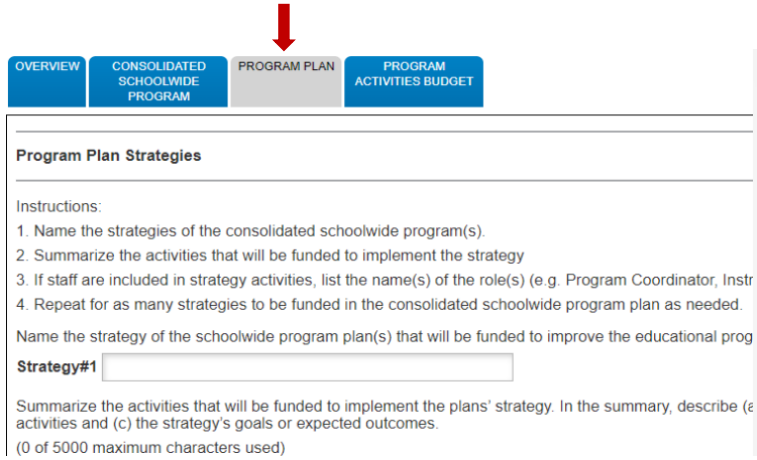 OVERVIEW
CONSOLIDATED
SCHOOLWIDE
PROGRAM
PROGRAM PLAN
PROGRAM
ACTIVITIES BUDGET
Program Plan Strategies
Instructions:
1. Name the strategies of the consolidated schoolwide program(s).
2. Summarize the activities that will be funded to implement the strategy
3. If staff are included in strategy activities, list the name(s) of the role(s) (e.g. Program Coordinator, Instr
4. Repeat for as many strategies to be funded in the consolidated schoolwide program plan as needed.
Name the strategy of the schoolwide program plan(s) that will be funded to improve the educational prog
Strategy#1
Summarize the activities that will be funded to implement the plans' strategy. In the summary, describe (a
activities and (c) the strategy's goals or expected outcomes.
(0 of 5000 maximum characters used)